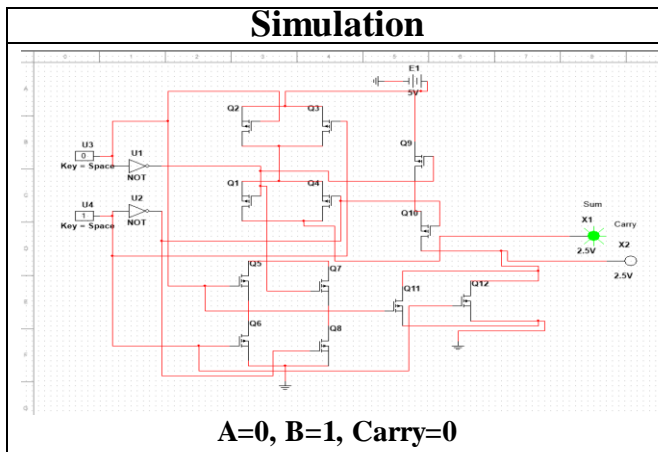 Simulation
0 1 2 3 4 5 6 7 8
E1
5V
A
Q2 Q3
B
U3 U1 Q9
0
Key = Space NOT
U4 U2 Q1 Q4
1
Key = Space NOT
C
Q10 Sum Carry
X1 X2
D
2.5V 2.5V
Q5 Q7
Q11 Q12
Q6 Q8
G
A=0, B=1, Carry=0